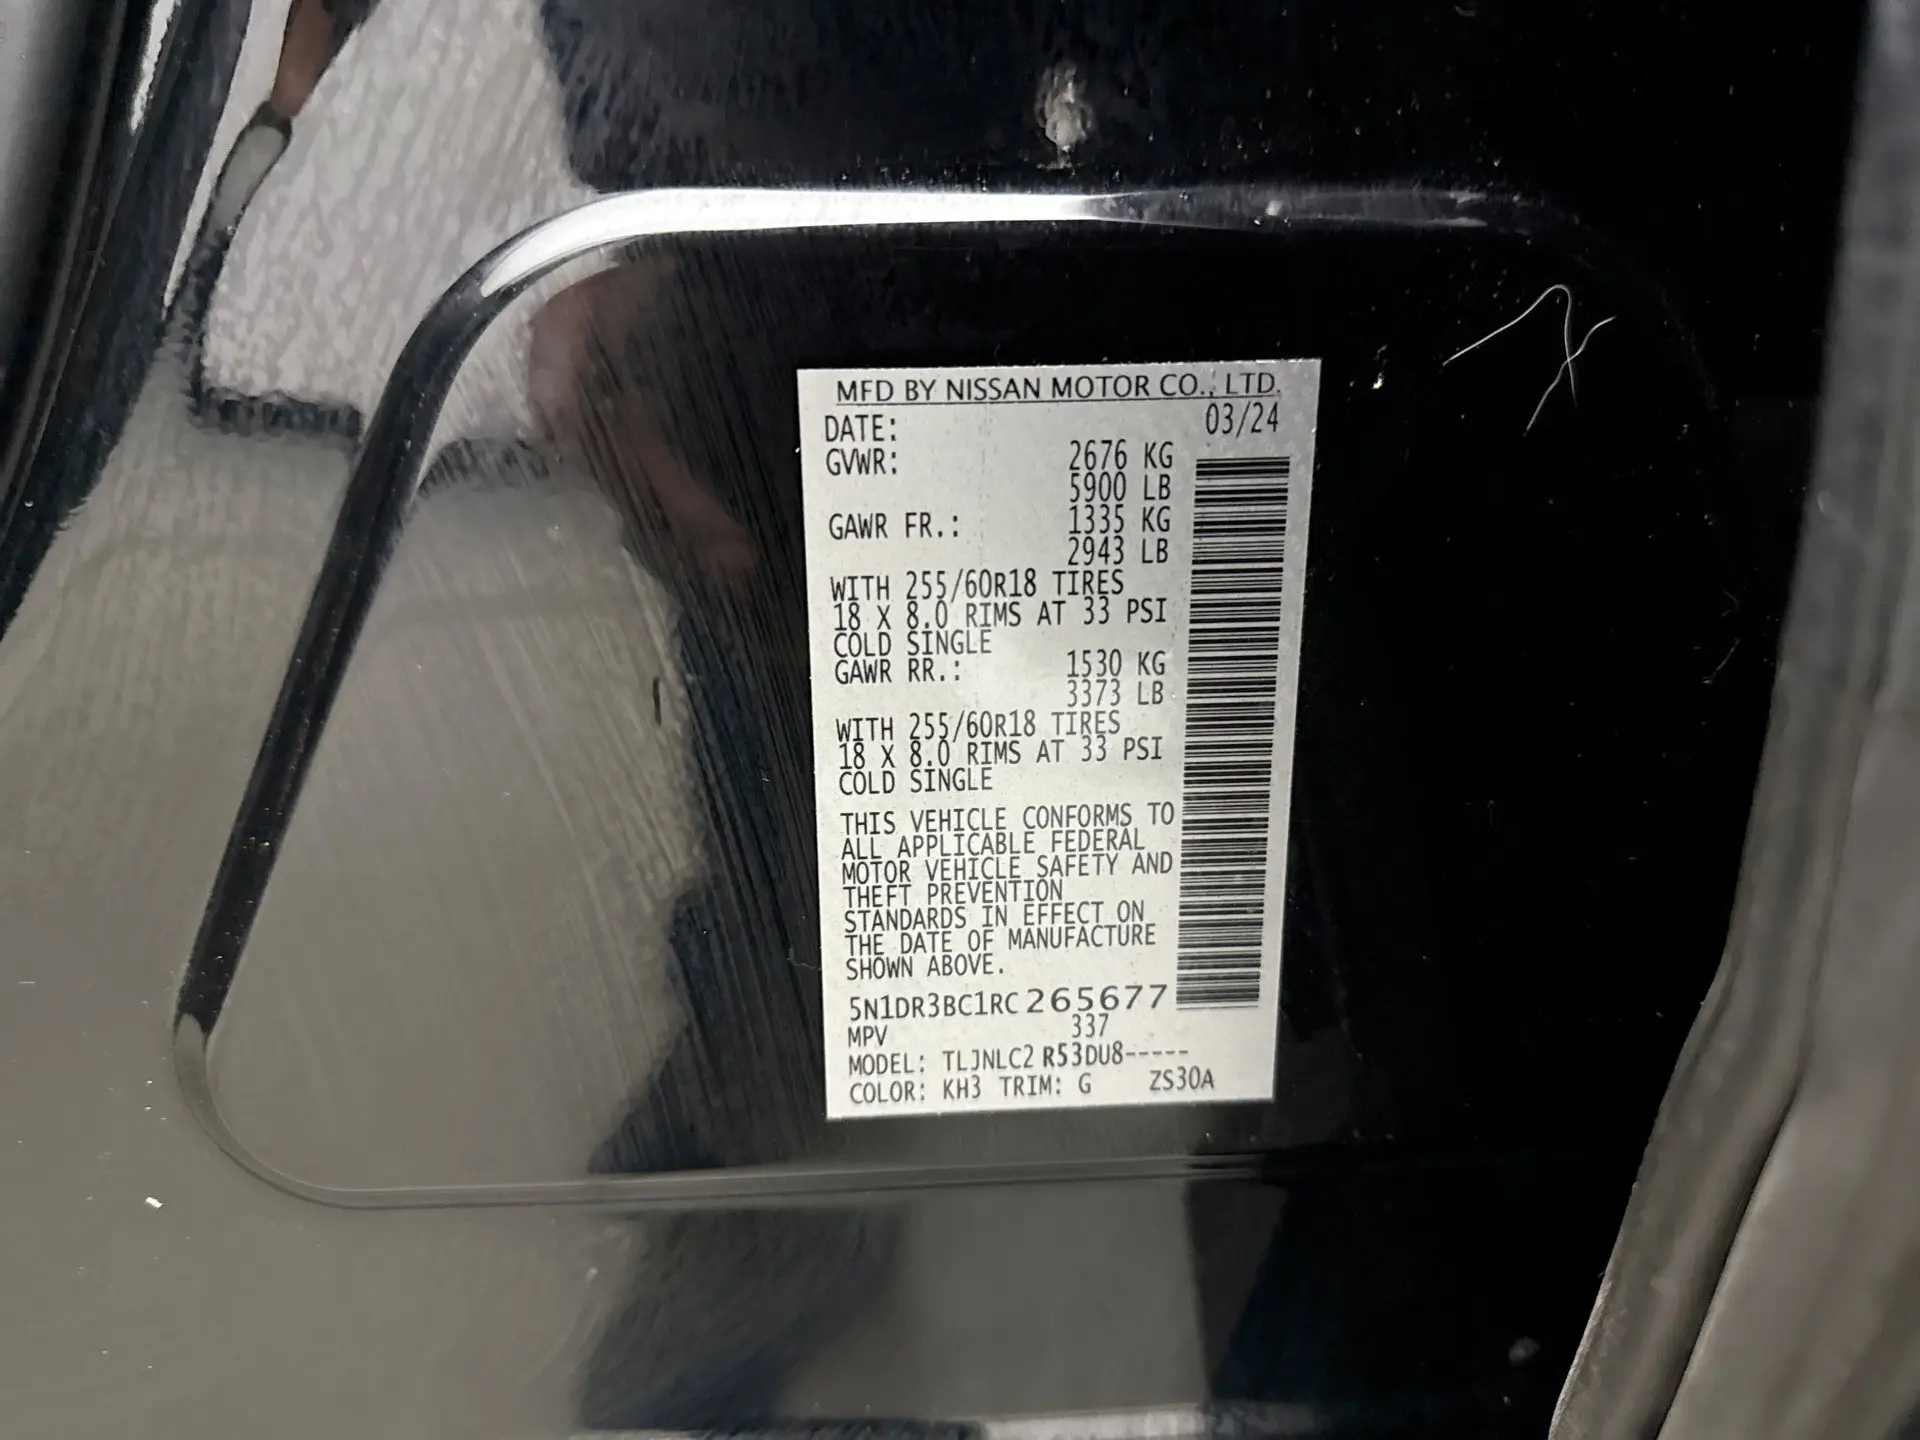 MFD BY NISSAN MOTOR CO., LTD.
DATE: 03/24
GVWR: 2676 KG
5900 LB
GAWR FR.: 1335 KG
2943 LB
WITH 255/60R18 TIRES
18 X 8.0 RIMS AT 33 PSI
COLD SINGLE
GAWR RR.: 1530 KG
3373 LB
WITH 255/60R18 TIRES
18 X 8.0 RIMS AT 33 PSI
COLD SINGLE
THIS VEHICLE CONFORMS TO
ALL APPLICABLE FEDERAL
MOTOR VEHICLE SAFETY AND
THEFT PREVENTION
STANDARDS IN EFFECT ON
THE DATE OF MANUFACTURE
SHOWN ABOVE.
5N1DR3BC1RC265677
MPV 337
MODEL: TLJNLC2 R53DU8-----
COLOR: KH3 TRIM: G ZS30A